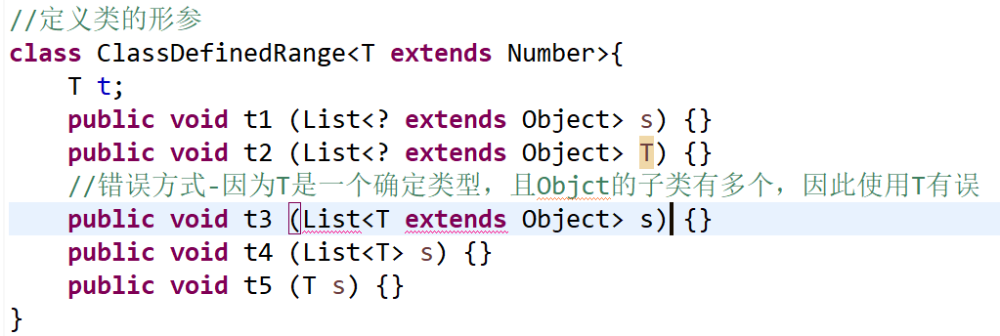 //定义类的形参
class ClassDefinedRange<T extends Number>{
    T t;
    public void t1 (List<? extends Object> s) {}
    public void t2 (List<? extends Object> T) {}
    //错误方式-因为T是一个确定类型，且Objct的子类有多个，因此使用T有误
    public void t3 (List<T extends Object> s) {}
    public void t4 (List<T> s) {}
    public void t5 (T s) {}
}